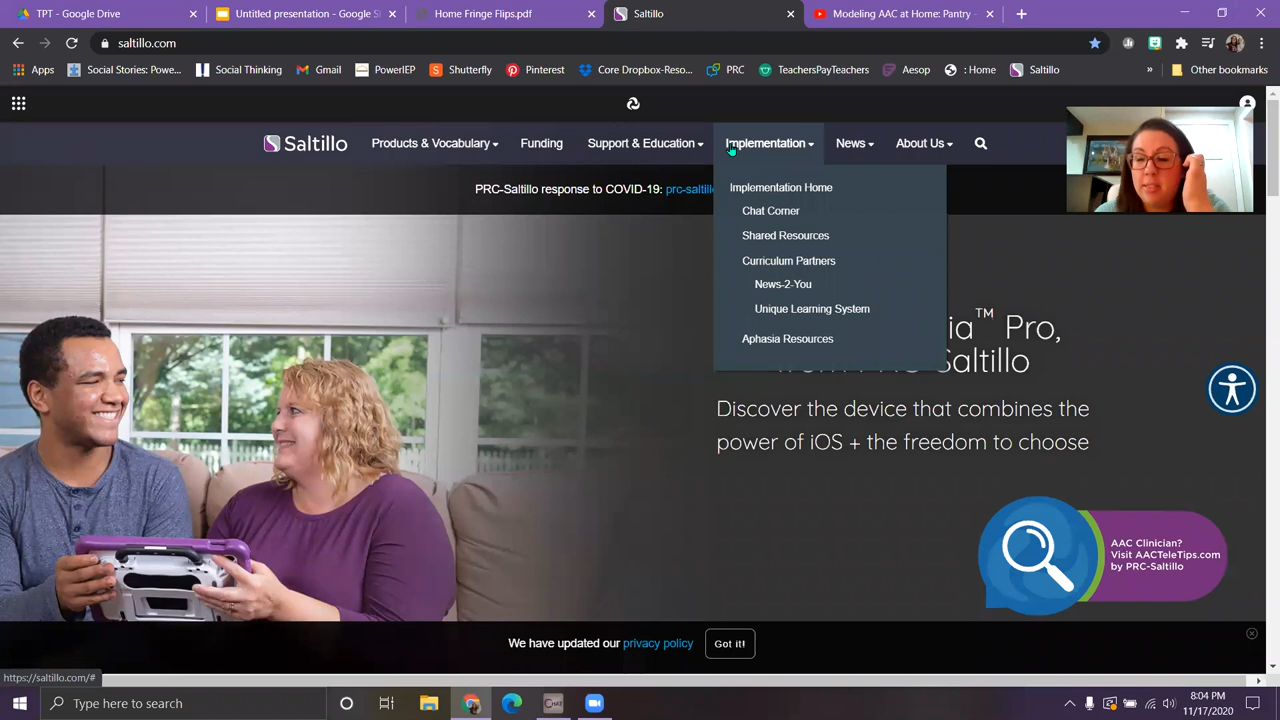 TPT - Google Drive
Untitled presentation - Google S
Home Fringe Flips.pdf
Saltillo
Modeling AAC at Home: Pantry -
saltillo.com
Apps
Social Stories: Powe...
Social Thinking
Gmail
PowerIEP
Shutterfly
Pinterest
Core Dropbox-Reso...
PRC
TeachersPayTeachers
Aesop
: Home
Saltillo
»
Other bookmarks
Saltillo
Products & Vocabulary
Funding
Support & Education
Implementation
News
About Us
PRC-Saltillo response to COVID-19: prc-saltillo
Implementation Home
Chat Corner
Shared Resources
Curriculum Partners
News-2-You
Unique Learning System
Aphasia Resources
™ Pro,
Saltillo
Discover the device that combines the
power of iOS + the freedom to choose
AAC Clinician?
Visit AACTeleTips.com
by PRC-Saltillo
We have updated our privacy policy
Got it!
https://saltillo.com/#
Type here to search
CHAT
8:04 PM
11/17/2020